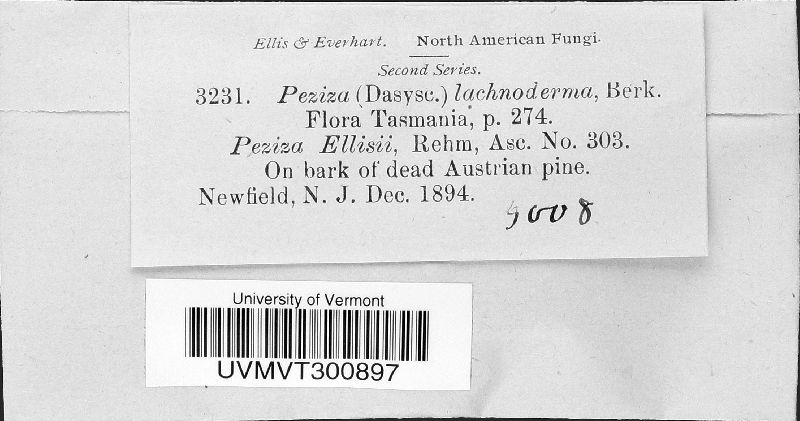 Ellis & Everhart. North American Fungi.
Second Series.
3231. Peziza (Dasysc.) lachnoderma, Berk.
Flora Tasmania, p. 274.
Peziza Ellisii, Rehm, Asc. No. 303.
On bark of dead Austrian pine.
Newfield, N. J. Dec. 1894.
9008
University of Vermont
UVMVT300897